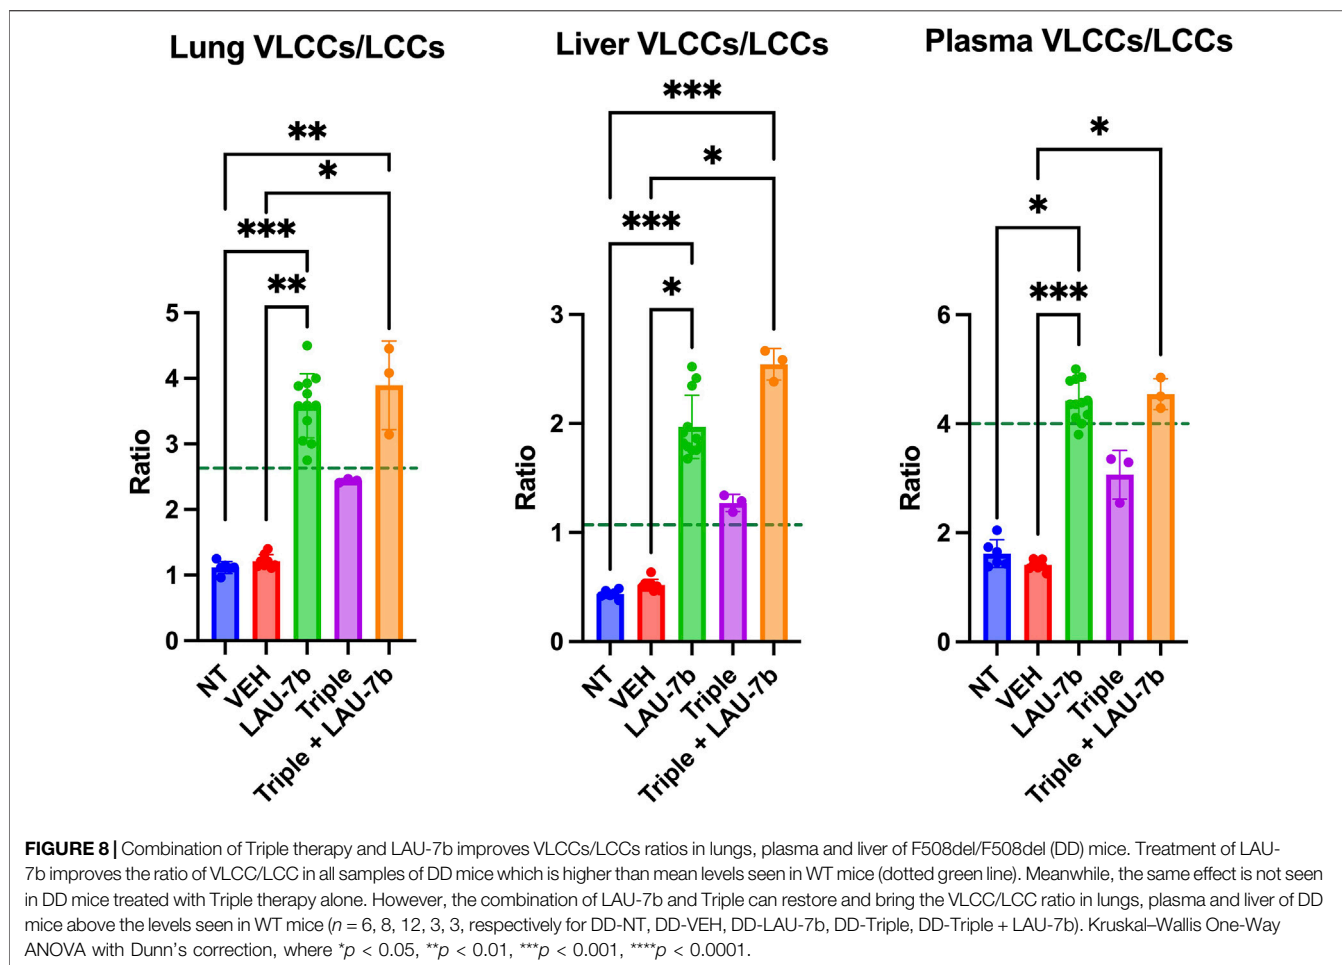 Lung VLCCs/LCCs
**
*
***
**
5
4
3
2
1
0
Ratio
NT
VEH
LAU-7b
Triple
Triple + LAU-7b
Liver VLCCs/LCCs
***
*
***
*
3
2
1
0
Ratio
NT
VEH
LAU-7b
Triple
Triple + LAU-7b
Plasma VLCCs/LCCs
*
*
***
6
4
2
0
Ratio
NT
VEH
LAU-7b
Triple
Triple + LAU-7b
FIGURE 8 | Combination of Triple therapy and LAU-7b improves VLCCs/LCCs ratios in lungs, plasma and liver of F508del/F508del (DD) mice. Treatment of LAU-
7b improves the ratio of VLCC/LCC in all samples of DD mice which is higher than mean levels seen in WT mice (dotted green line). Meanwhile, the same effect is not seen
in DD mice treated with Triple therapy alone. However, the combination of LAU-7b and Triple can restore and bring the VLCC/LCC ratio in lungs, plasma and liver of DD
mice above the levels seen in WT mice (n = 6, 8, 12, 3, 3, respectively for DD-NT, DD-VEH, DD-LAU-7b, DD-Triple, DD-Triple + LAU-7b). Kruskal–Wallis One-Way
ANOVA with Dunn’s correction, where *p < 0.05, **p < 0.01, ***p < 0.001, ****p < 0.0001.